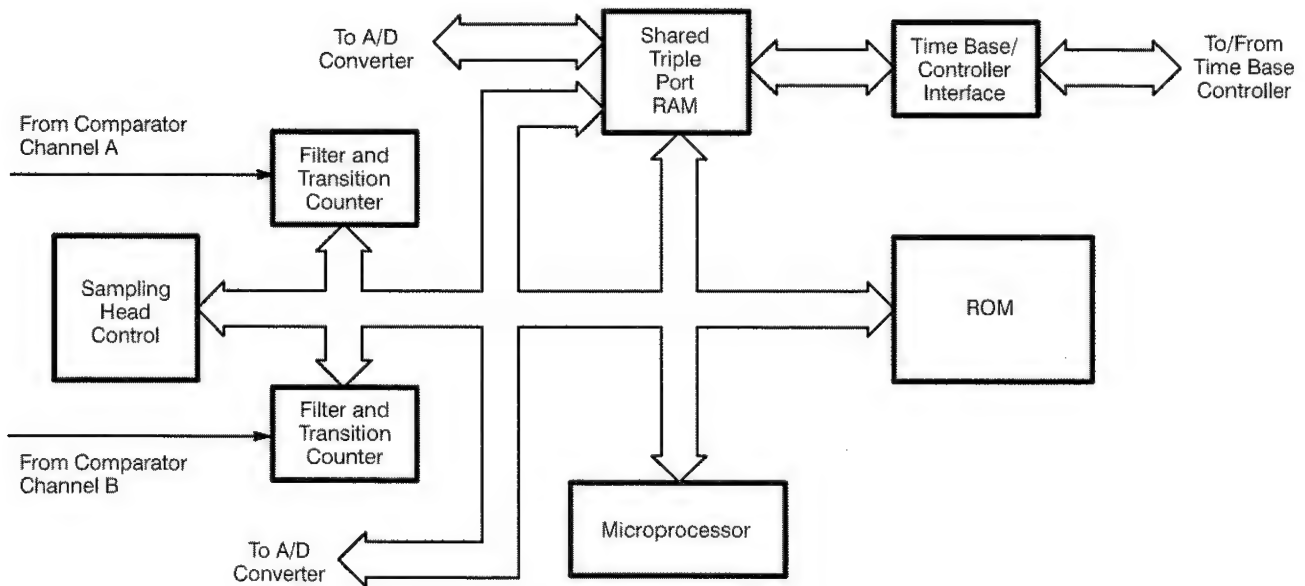 To A/D
Converter
Shared
Triple
Port
RAM
Time Base/
Controller
Interface
To/From
Time Base
Controller
From Comparator
Channel A
Filter and
Transition
Counter
Sampling
Head
Control
ROM
Filter and
Transition
Counter
From Comparator
Channel B
Microprocessor
To A/D
Converter